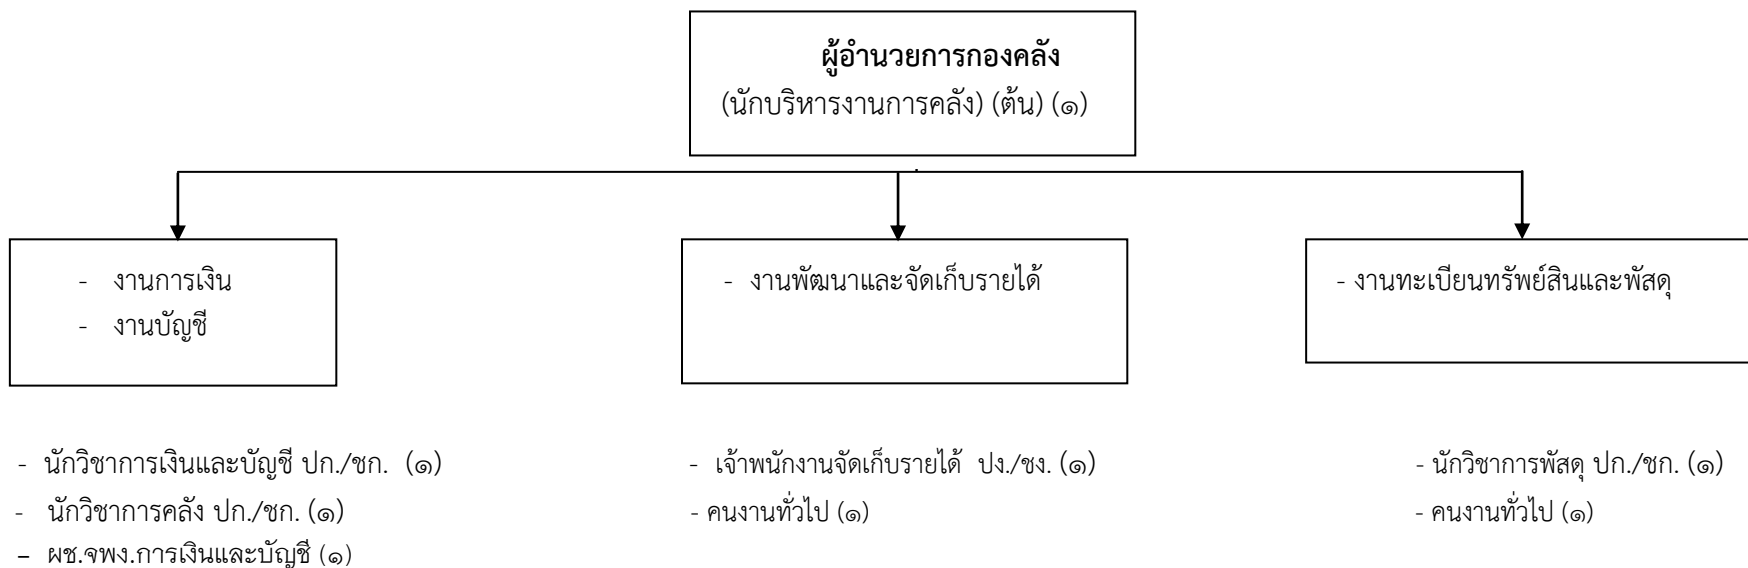 ผู้อำนวยการกองคลัง
(นักบริหารงานการคลัง) (ต้น) (๑)
- งานการเงิน
- งานบัญชี
- งานพัฒนาและจัดเก็บรายได้
- งานทะเบียนทรัพย์สินและพัสดุ
- นักวิชาการเงินและบัญชี ปก./ชก. (๑)
- นักวิชาการคลัง ปก./ชก. (๑)
– ผช.จพง.การเงินและบัญชี (๑)
- เจ้าพนักงานจัดเก็บรายได้ ปง./ชง. (๑)
- คนงานทั่วไป (๑)
- นักวิชาการพัสดุ ปก./ชก. (๑)
- คนงานทั่วไป (๑)